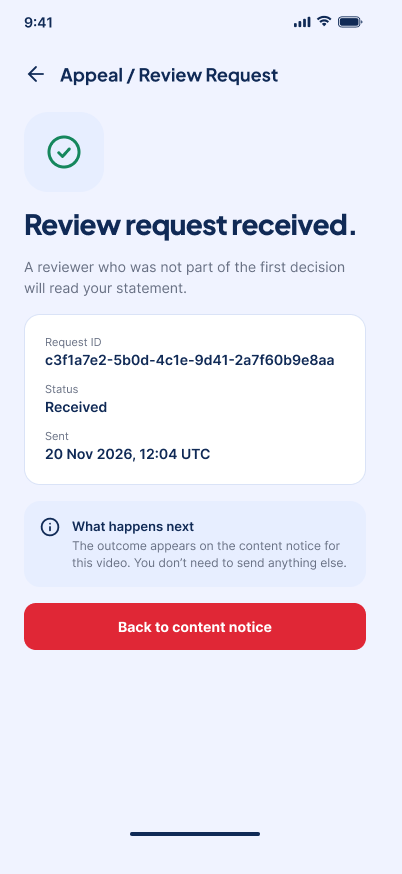 9:41
Appeal / Review Request
Review request received.
A reviewer who was not part of the first decision
will read your statement.
Request ID
c3f1a7e2-5b0d-4c1e-9d41-2a7f60b9e8aa
Status
Received
Sent
20 Nov 2026, 12:04 UTC
What happens next
The outcome appears on the content notice for
this video. You don’t need to send anything else.
Back to content notice